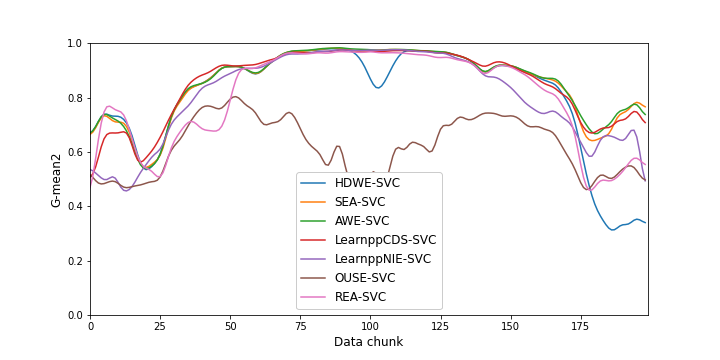 1.0
0.8
0.6
0.4
0.2
0.0
G-mean2
HDWE-SVC
SEA-SVC
AWE-SVC
LearnppCDS-SVC
LearnppNIE-SVC
OUSE-SVC
REA-SVC
0 25 50 75 100 125 150 175
Data chunk